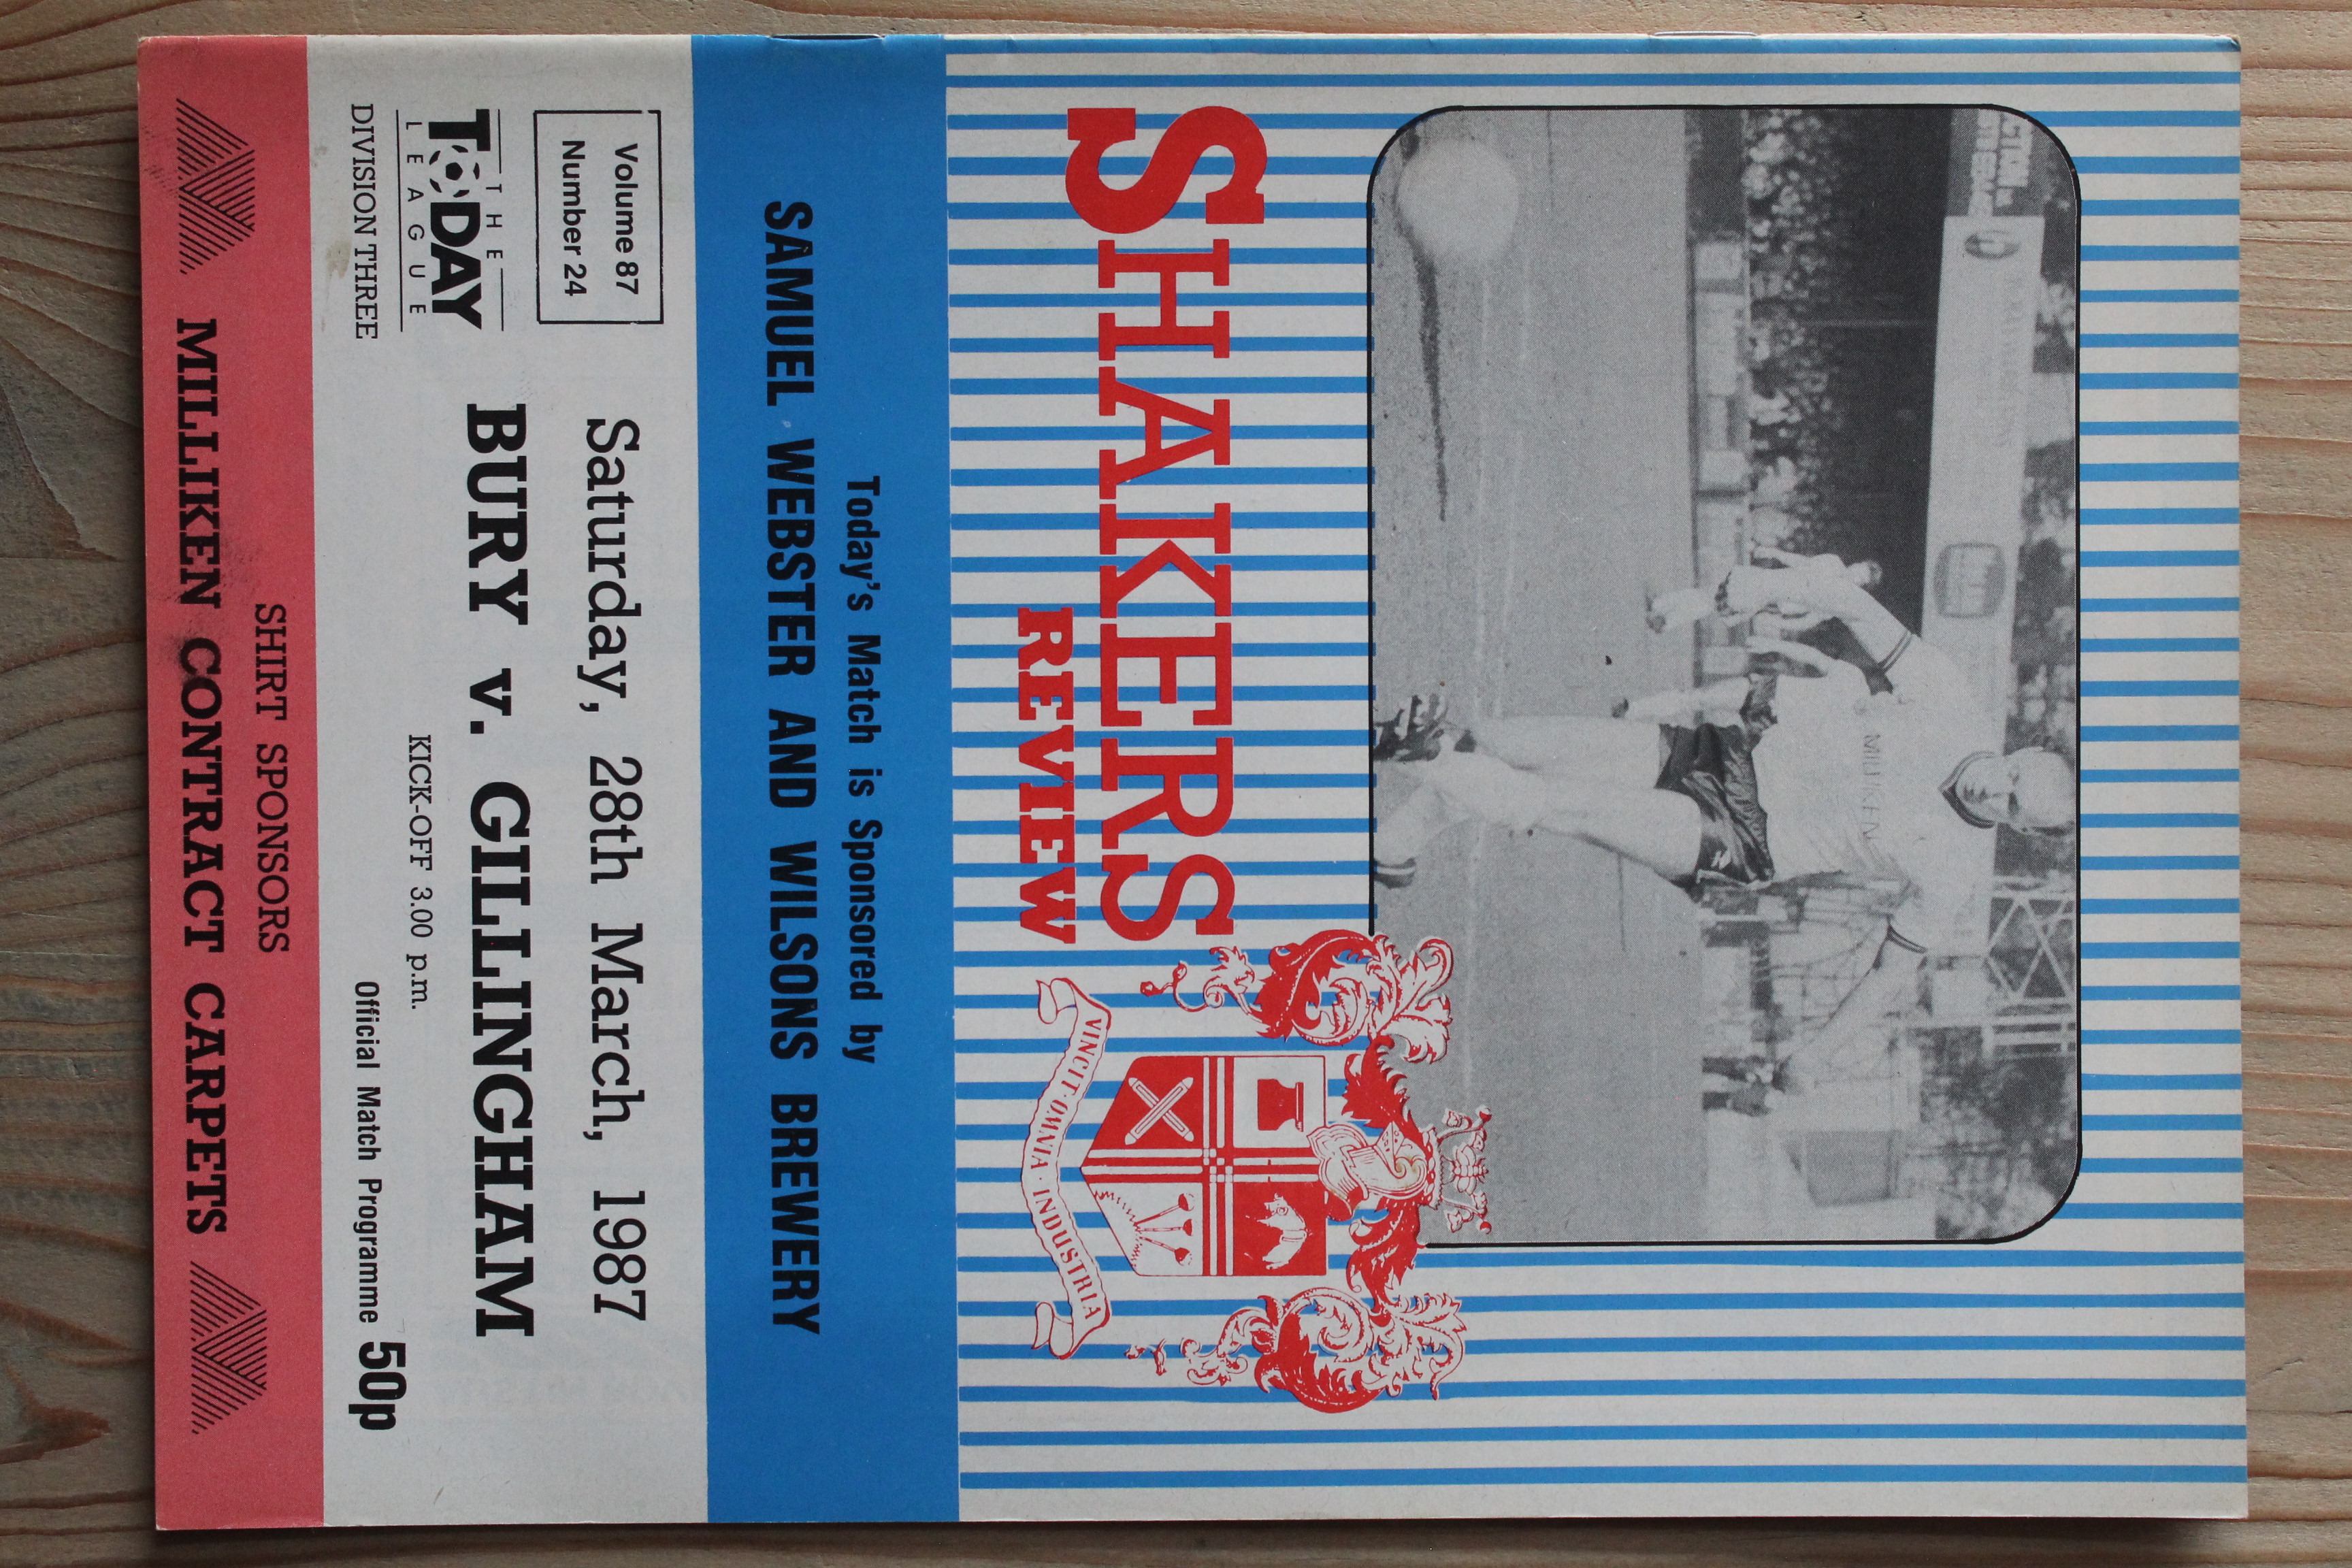 SHAKERS
REVIEW
MILLIKEN
VINCIT · OMNIA · INDUSTRIA
Today's Match is Sponsored by
SAMUEL WEBSTER AND WILSONS BREWERY
Volume 87
Number 24
Saturday, 28th March, 1987
THE
TODAY
LEAGUE
DIVISION THREE
BURY v. GILLINGHAM
KICK-OFF 3.00 p.m.
Official Match Programme 50p
SHIRT SPONSORS
MILLIKEN CONTRACT CARPETS